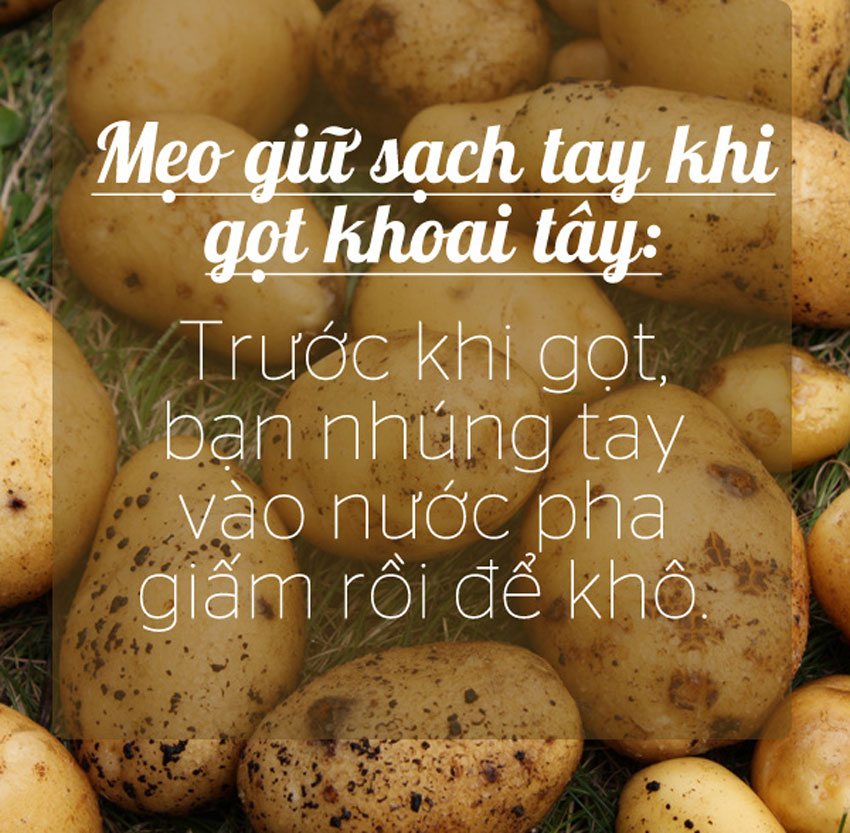 Mẹo giữ sạch tay khi
gọt khoai tây:
Trước khi gọt,
bạn nhúng tay
vào nước pha
giấm rồi để khô.